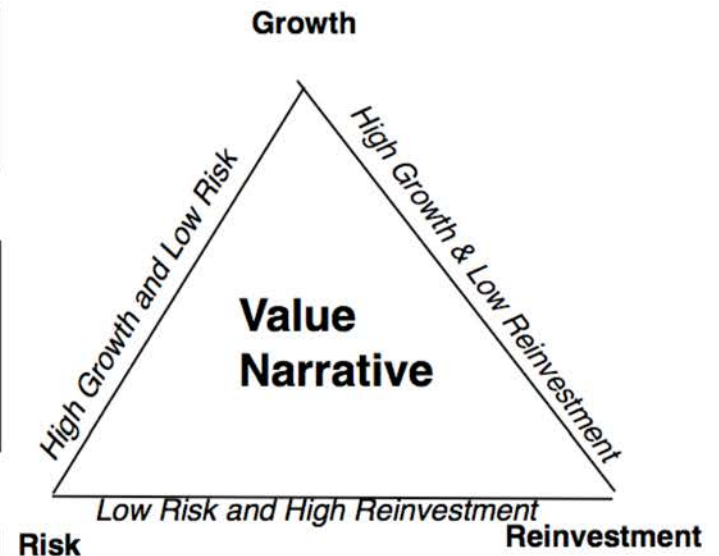 Growth
High Growth and Low Risk
High Growth & Low Reinvestment
Value
Narrative
Low Risk and High Reinvestment
Risk
Reinvestment